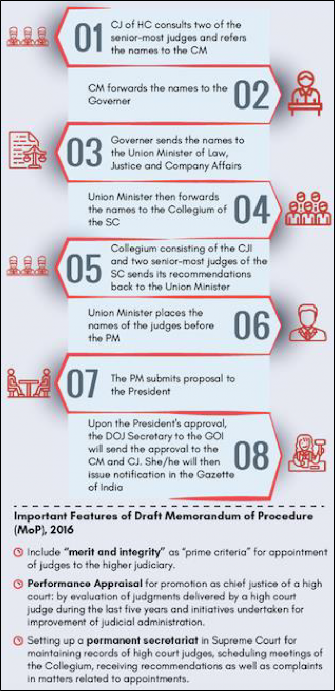 01
CJ of HC consults two of the
senior-most judges and refers
the names to the CM
CM forwards the names to the
Governer
02
03
Governer sends the names to
the Union Minister of Law,
Justice and Company Affairs
Union Minister then forwards
the names to the Collegium of
the SC
04
05
Collegium consisting of the CJI
and two senior-most judges of the
SC sends its recommendations
back to the Union Minister
Union Minister places the
names of the judges before
the PM
06
07
The PM submits proposal to
the President
Upon the President's approval,
the DOJ Secretary to the GOI
will send the approval to the
CM and CJ. She/he will then
issue notification in the Gazette
of India
08
Important Features of Draft Memorandum of Procedure
(MoP), 2016
Include "merit and integrity" as "prime criteria" for appointment
of judges to the higher judiciary.
Performance Appraisal for promotion as chief justice of a high
court: by evaluation of judgments delivered by a high court
judge during the last five years and initiatives undertaken for
improvement of judicial administration.
Setting up a permanent secretariat in Supreme Court for
maintaining records of high court judges, scheduling meetings of
the Collegium, receiving recommendations as well as complaints
in matters related to appointments.